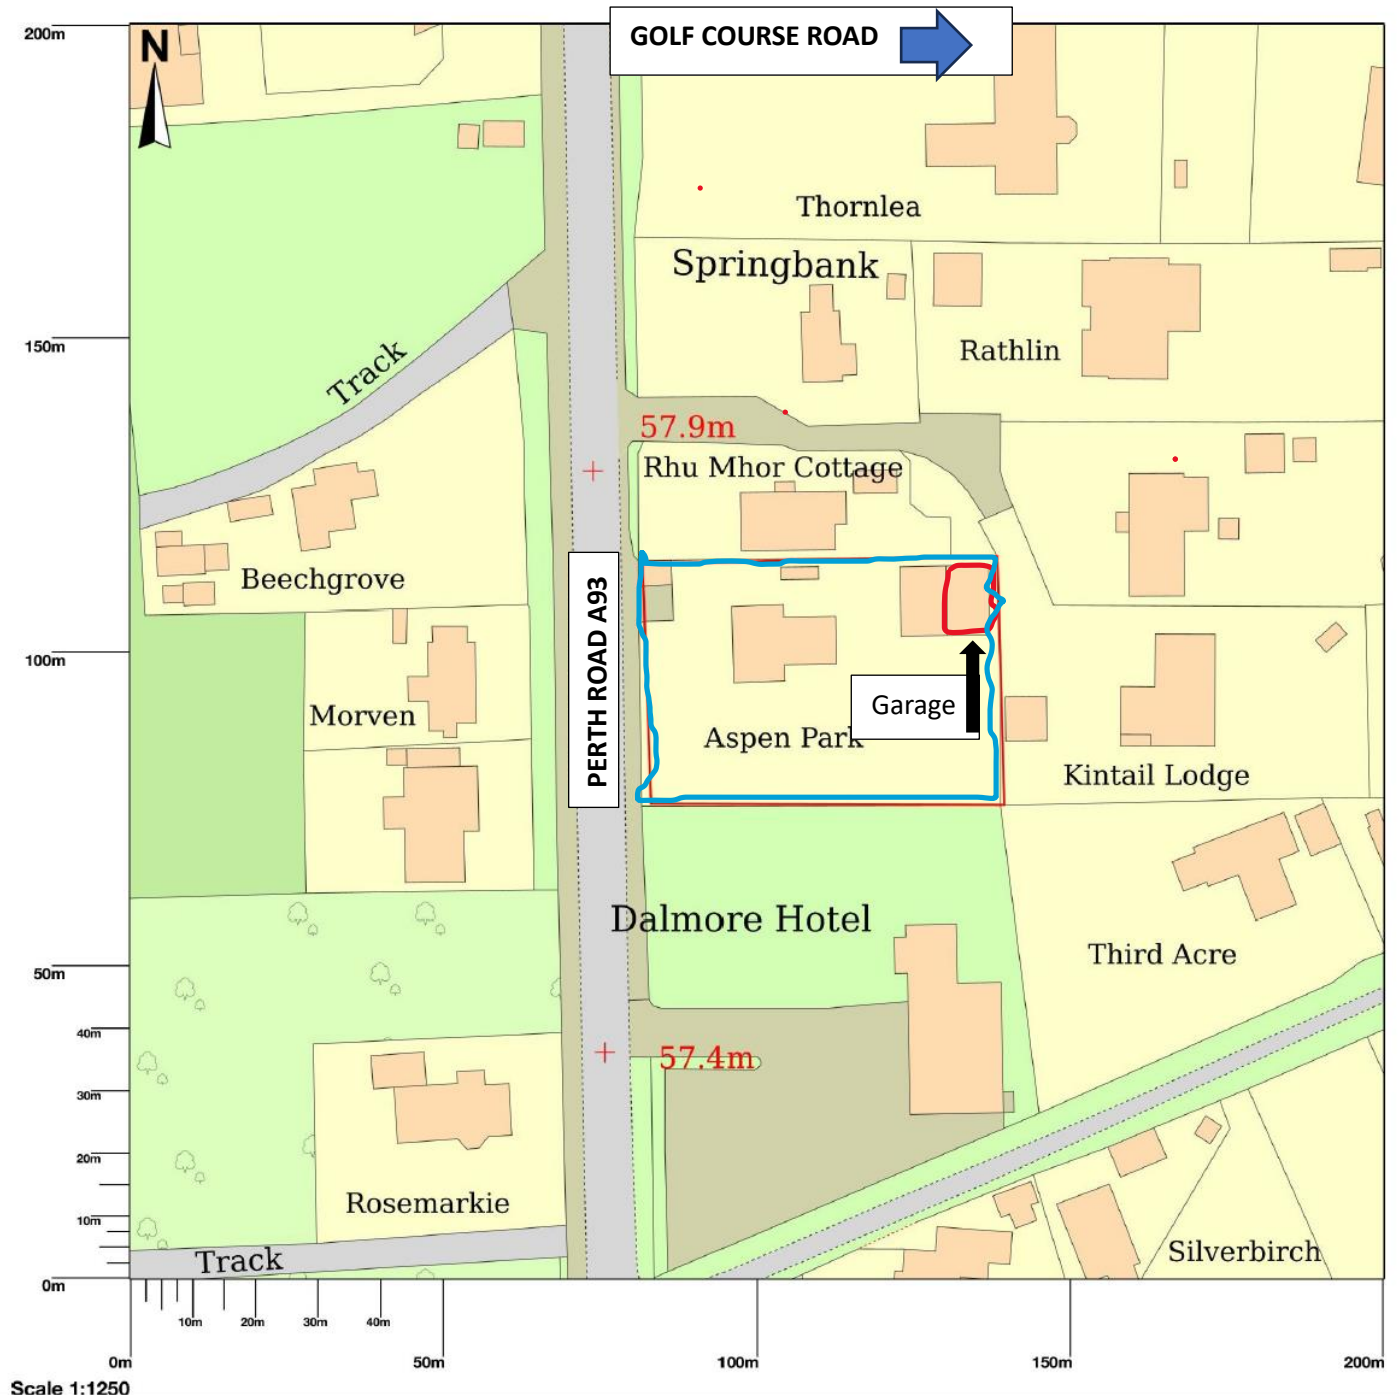 200m
N
GOLF COURSE ROAD
Thornlea
Springbank
150m
Track
Rathlin
57.9m
Rhu Mhor Cottage
Beechgrove
PERTH ROAD A93
100m
Garage
Morven
Aspen Park
Kintail Lodge
Dalmore Hotel
Third Acre
50m
40m
57.4m
30m
20m
Rosemarkie
10m
Track
Silverbirch
0m
10m
20m
30m
40m
0m
50m
100m
150m
200m
Scale 1:1250